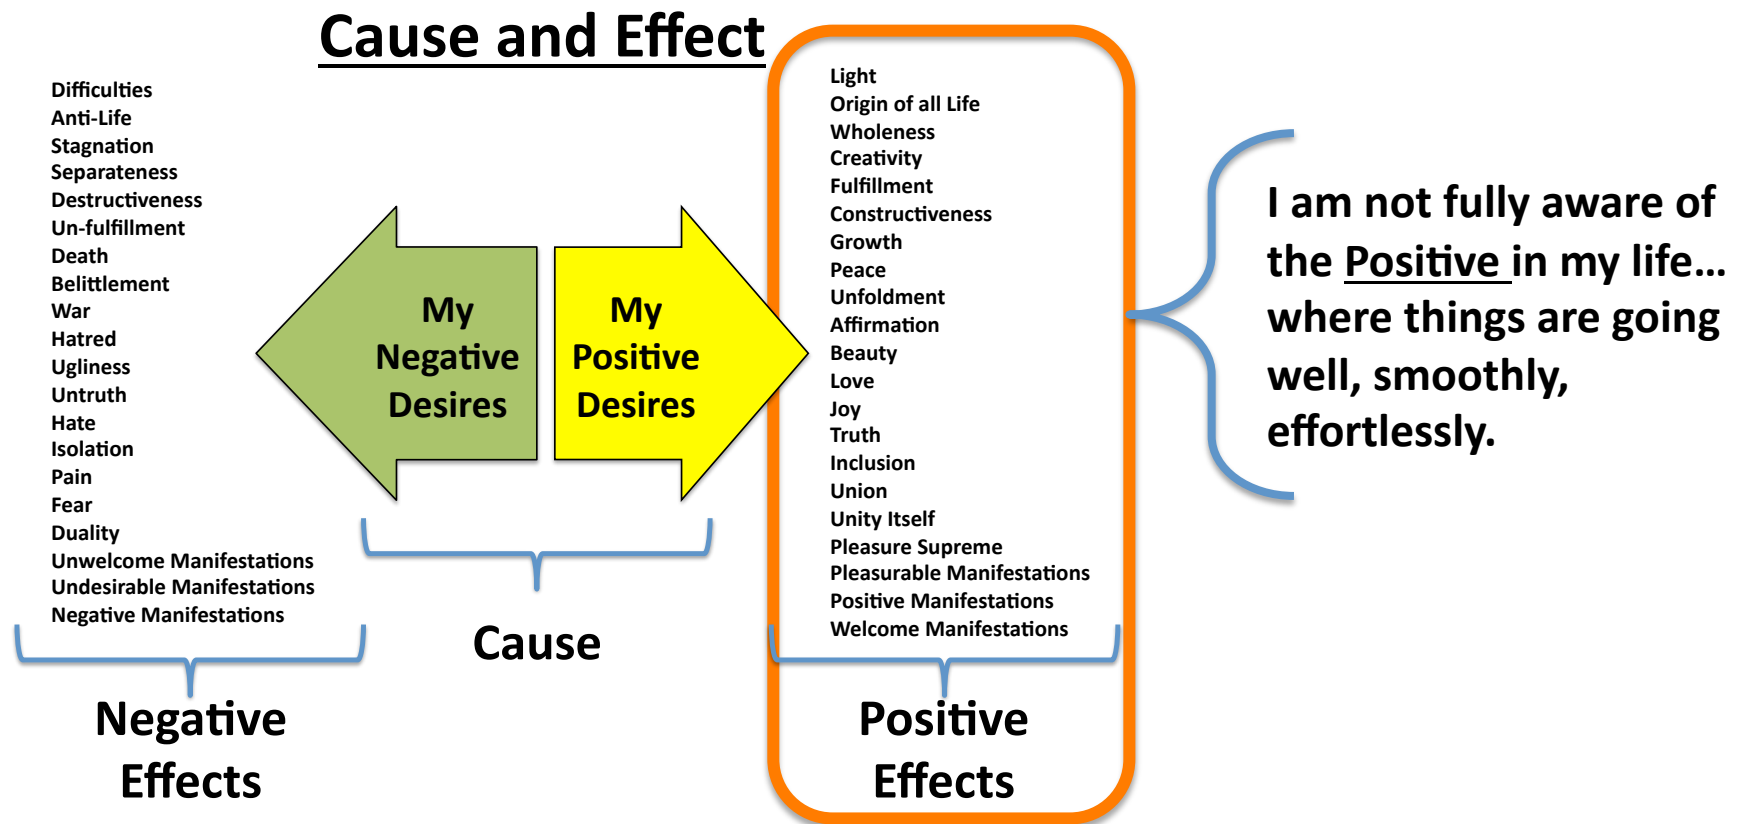 Cause and Effect
Difficulties
Anti-Life
Stagnation
Separateness
Destructiveness
Un-fulfillment
Death
Belittlement
War
Hatred
Ugliness
Untruth
Hate
Isolation
Pain
Fear
Duality
Unwelcome Manifestations
Undesirable Manifestations
Negative Manifestations
Negative
Effects
My
Negative
Desires
My
Positive
Desires
Cause
Light
Origin of all Life
Wholeness
Creativity
Fulfillment
Constructiveness
Growth
Peace
Unfoldment
Affirmation
Beauty
Love
Joy
Truth
Inclusion
Union
Unity Itself
Pleasure Supreme
Pleasurable Manifestations
Positive Manifestations
Welcome Manifestations
Positive
Effects
I am not fully aware of
the Positive in my life...
where things are going
well, smoothly,
effortlessly.